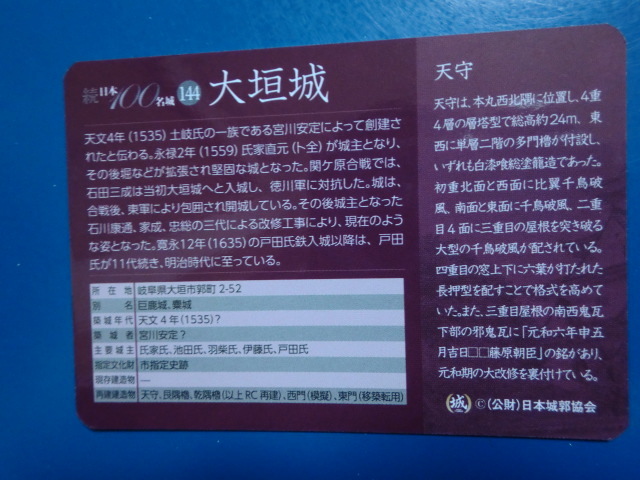 続日本100名城 144 大垣城
天文4年(1535)土岐氏の一族である宮川安定によって創建さ
れたと伝わる。永禄2年(1559)氏家直元(ト全)が城主となり、
その後堀などが拡張され堅固な城となった。関ケ原合戦では、
石田三成は当初大垣城へと入城し、徳川軍に対抗した。城は、
合戦後、東軍により包囲され開城している。その後城主となった
石川康通、家成、忠総の三代による改修工事により、現在のよう
な姿となった。寛永12年(1635)の戸田氏鉄入城以降は、戸田
氏が11代続き、明治時代に至っている。
所在地 岐阜県大垣市郭町2-52
別名 巨鹿城、麋城
築城年代 天文4年(1535)?
築城者 宮川安定?
主要城主 氏家氏、池田氏、羽柴氏、伊藤氏、戸田氏
指定文化財 市指定史跡
現存建造物 ―
再建建造物 天守、艮隅櫓、乾隅櫓(以上RC再建)、西門(模擬)、東門(移築転用)
天守
天守は、本丸西北隅に位置し、4重
4層の層塔型で総高約24m、東
西に単層二階の多門櫓が付設し、
いずれも白漆喰総塗籠造であった。
初重北面と西面に比翼千鳥破
風、南面と東面に千鳥破風、二重
目4面に三重目の屋根を突き破る
大型の千鳥破風が配されている。
四重目の窓上下に六葉が打たれた
長押型を配すことで格式を高めて
いた。また、三重目屋根の南西鬼瓦
下部の邪鬼瓦に「元和六年申五
月吉日□□藤原朝臣」の銘があり、
元和期の大改修を裏付けている。
城 ©(公財)日本城郭協会